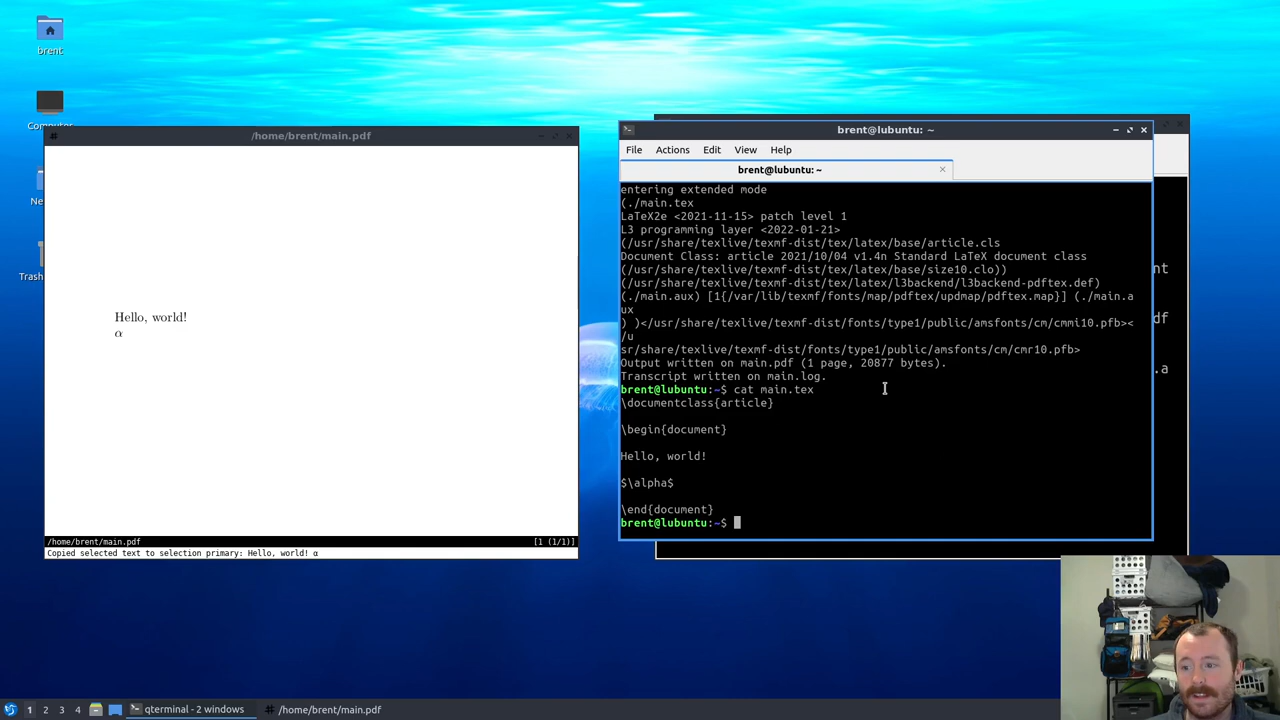 brent
Computer
Ne
Trash
/home/brent/main.pdf
Hello, world!
α
/home/brent/main.pdf [1 (1/1)]
Copied selected text to selection primary: Hello, world! α
brent@lubuntu: ~
File Actions Edit View Help
brent@lubuntu: ~
entering extended mode
(./main.tex
LaTeX2e <2021-11-15> patch level 1
L3 programming layer <2022-01-21>
(/usr/share/texlive/texmf-dist/tex/latex/base/article.cls
Document Class: article 2021/10/04 v1.4n Standard LaTeX document class
(/usr/share/texlive/texmf-dist/tex/latex/base/size10.clo))
(/usr/share/texlive/texmf-dist/tex/latex/l3backend/l3backend-pdftex.def)
(./main.aux) [1{/var/lib/texmf/fonts/map/pdftex/updmap/pdftex.map}] (./main.a
ux
) )</usr/share/texlive/texmf-dist/fonts/type1/public/amsfonts/cm/cmmi10.pfb><
/u
sr/share/texlive/texmf-dist/fonts/type1/public/amsfonts/cm/cmr10.pfb>
Output written on main.pdf (1 page, 20877 bytes).
Transcript written on main.log.
brent@lubuntu:~$ cat main.tex
\documentclass{article}
\begin{document}
Hello, world!
$\alpha$
\end{document}
brent@lubuntu:~$
nt
df
.a
1 2 3 4 qterminal - 2 windows /home/brent/main.pdf